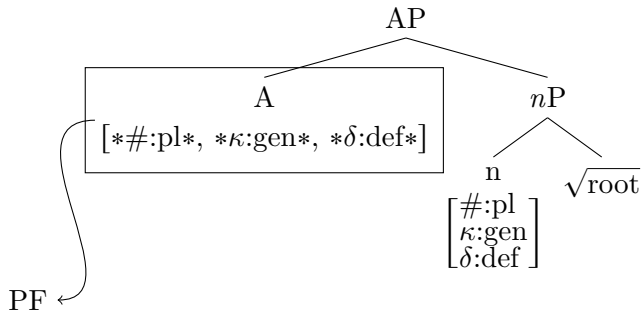 AP
A
nP
[*#:pl*, *κ:gen*, *δ:def*]
n
√root
#:pl
κ:gen
δ:def
PF